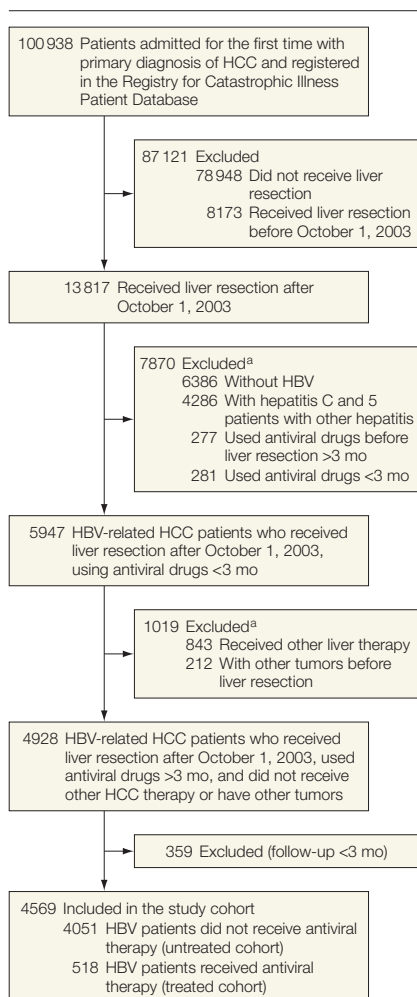 100 938 Patients admitted for the first time with
primary diagnosis of HCC and registered
in the Registry for Catastrophic Illness
Patient Database
87 121 Excluded
78 948 Did not receive liver
resection
8173 Received liver resection
before October 1, 2003
13 817 Received liver resection after
October 1, 2003
7870 Excludedª
6386 Without HBV
4286 With hepatitis C and 5
patients with other hepatitis
277 Used antiviral drugs before
liver resection >3 mo
281 Used antiviral drugs <3 mo
5947 HBV-related HCC patients who received
liver resection after October 1, 2003,
using antiviral drugs <3 mo
1019 Excludedª
843 Received other liver therapy
212 With other tumors before
liver resection
4928 HBV-related HCC patients who received
liver resection after October 1, 2003, used
antiviral drugs >3 mo, and did not receive
other HCC therapy or have other tumors
359 Excluded (follow-up <3 mo)
4569 Included in the study cohort
4051 HBV patients did not receive antiviral
therapy (untreated cohort)
518 HBV patients received antiviral
therapy (treated cohort)